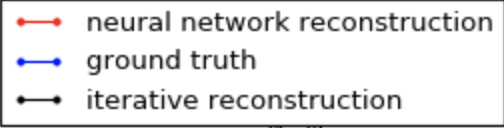 neural network reconstruction
ground truth
iterative reconstruction